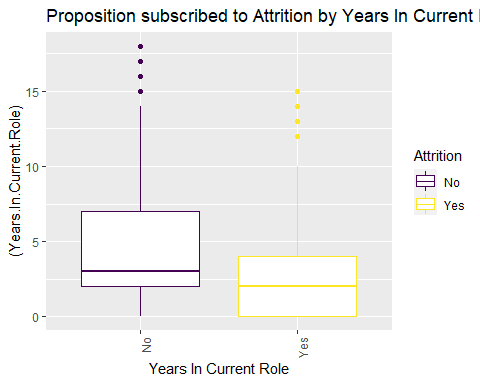 Proposition subscribed to Attrition by Years In Current
15
10
5
0
(Years.In.Current.Role)
No
Yes
Years In Current Role
Attrition
No
Yes